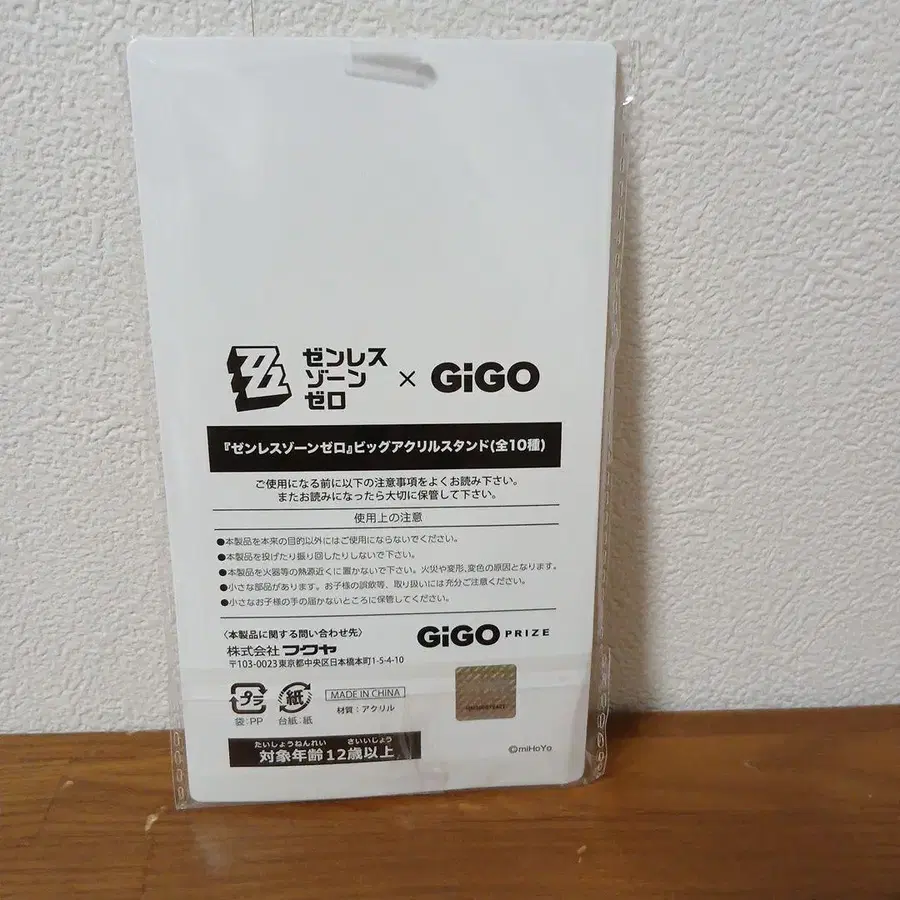 ゼンレス
ゾーン
ゼロ
× GiGO
『ゼンレスゾーンゼロ』ビッグアクリルスタンド(全10種)
ご使用になる前に以下の注意事項をよくお読み下さい。
またお読みになったら大切に保管して下さい。
使用上の注意
●本製品を本来の目的以外にはご使用にならないでください。
●本製品を投げたり振り回したりしないで下さい。
●本製品を火器等の熱源近くに置かないで下さい。火災や変形,変色の原因となります。
●小さな部品があります。お子様の誤飲等、取り扱いには充分ご注意ください。
●小さなお子様の手の届かないところに保管してください。
〈本製品に関する問い合わせ先〉
株式会社 フクヤ
〒103-0023東京都中央区日本橋本町1-5-4-10
GiGO PRIZE
プラ
袋:PP
紙
台紙:紙
MADE IN CHINA
材質:アクリル
たいしょうねんれい さいいじょう
対象年齢12歳以上
©miHoYo